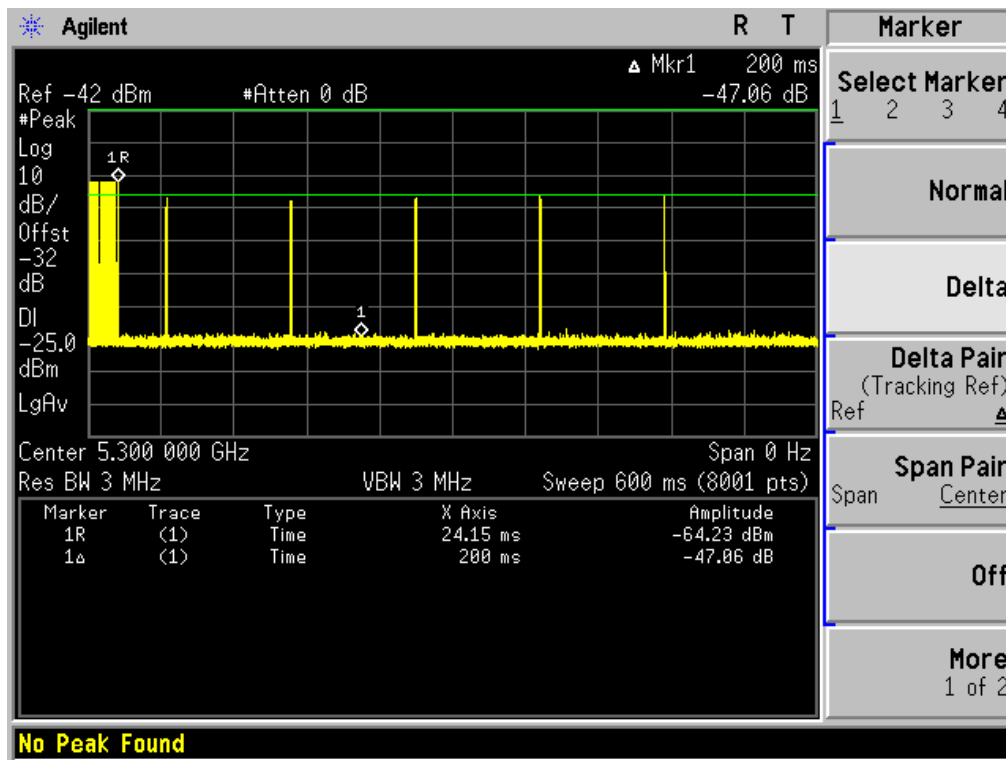 Agilent R T
Marker
▵ Mkr1 200 ms
Ref -42 dBm #Atten 0 dB -47.06 dB
#Peak
Log
10
dB/
Offset
-32
dB
DI
-25.0
dBm
LgAv
1R
1
Center 5.300 000 GHz Span 0 Hz
Res BW 3 MHz VBW 3 MHz Sweep 600 ms (8001 pts)
Marker Trace Type X Axis Amplitude
1R (1) Time 24.15 ms -64.23 dBm
1▵ (1) Time 200 ms -47.06 dB
No Peak Found
Select Marker
1 2 3 4
Normal
Delta
Delta Pair
(Tracking Ref)
Ref ▵
Span Pair
Span Center
Off
More
1 of 2